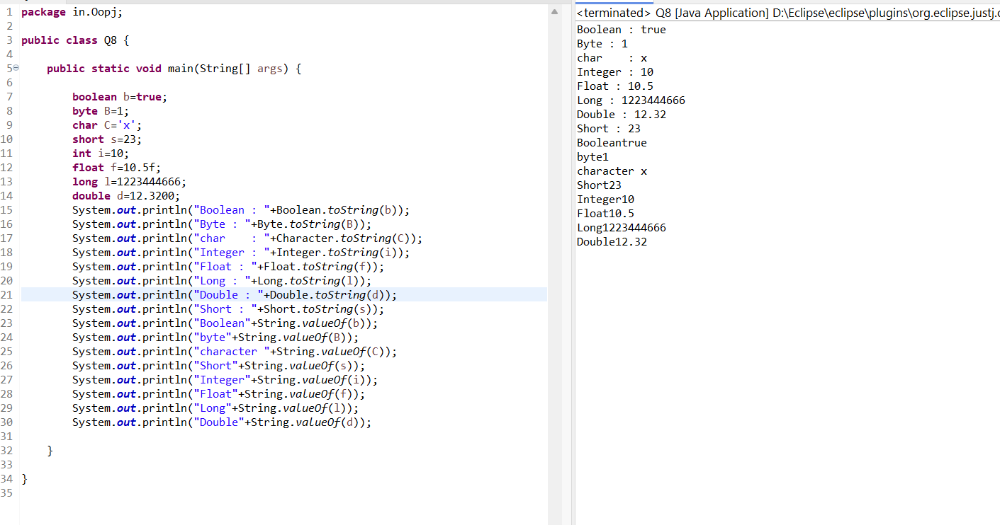 1 package in.Oopj;
2
3 public class Q8 {
4
5 public static void main(String[] args) {
6
7 boolean b=true;
8 byte B=1;
9 char C='x';
10 short s=23;
11 int i=10;
12 float f=10.5f;
13 long l=1223444666;
14 double d=12.3200;
15 System.out.println("Boolean : "+Boolean.toString(b));
16 System.out.println("Byte : "+Byte.toString(B));
17 System.out.println("char    : "+Character.toString(C));
18 System.out.println("Integer : "+Integer.toString(i));
19 System.out.println("Float : "+Float.toString(f));
20 System.out.println("Long : "+Long.toString(l));
21 System.out.println("Double : "+Double.toString(d));
22 System.out.println("Short : "+Short.toString(s));
23 System.out.println("Boolean"+String.valueOf(b));
24 System.out.println("byte"+String.valueOf(B));
25 System.out.println("character "+String.valueOf(C));
26 System.out.println("Short"+String.valueOf(s));
27 System.out.println("Integer"+String.valueOf(i));
28 System.out.println("Float"+String.valueOf(f));
29 System.out.println("Long"+String.valueOf(l));
30 System.out.println("Double"+String.valueOf(d));
31
32 }
33
34 }
35
<terminated> Q8 [Java Application] D:\Eclipse\eclipse\plugins\org.eclipse.justj.
Boolean : true
Byte : 1
char    : x
Integer : 10
Float : 10.5
Long : 1223444666
Double : 12.32
Short : 23
Booleantrue
byte1
character x
Short23
Integer10
Float10.5
Long1223444666
Double12.32